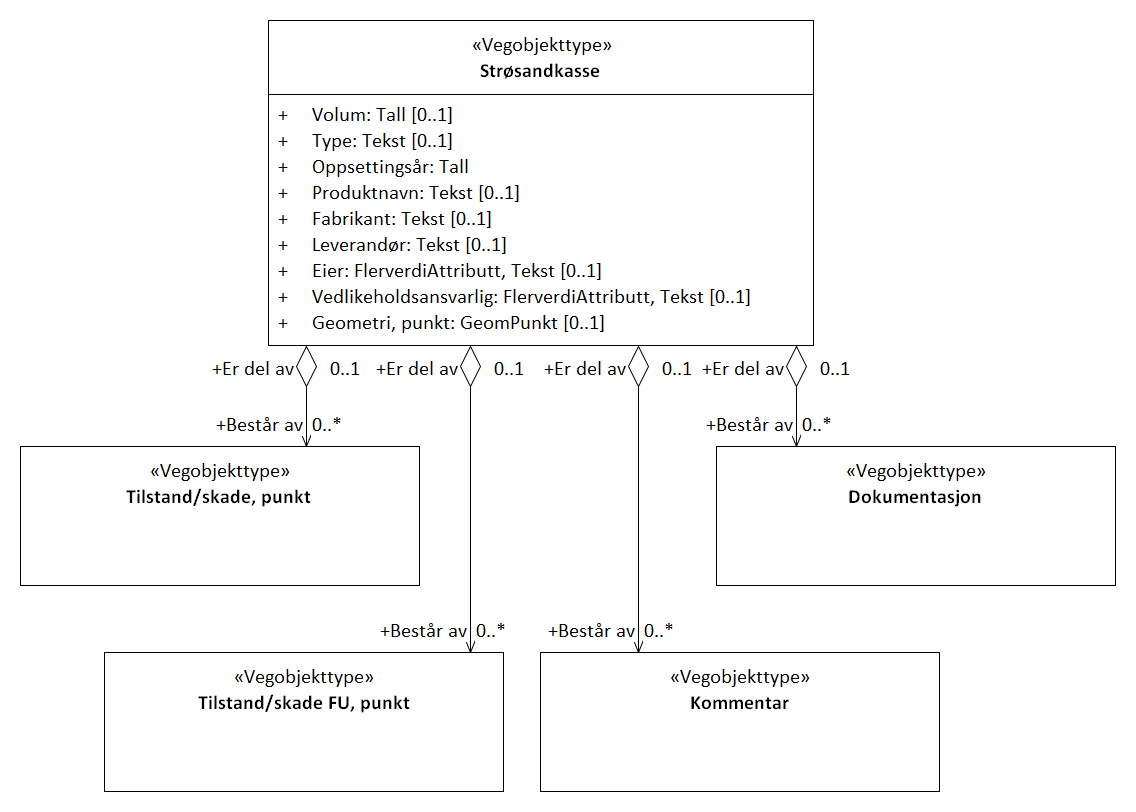 «Vegobjekttype»
Strøsandkasse
+ Volum: Tall [0..1]
+ Type: Tekst [0..1]
+ Oppsettingsår: Tall
+ Produktnavn: Tekst [0..1]
+ Fabrikant: Tekst [0..1]
+ Leverandør: Tekst [0..1]
+ Eier: FlerverdiAttributt, Tekst [0..1]
+ Vedlikeholdsansvarlig: FlerverdiAttributt, Tekst [0..1]
+ Geometri, punkt: GeomPunkt [0..1]
+Er del av 0..1 +Er del av 0..1 +Er del av 0..1 +Er del av 0..1
+Består av 0..* +Består av 0..*
«Vegobjekttype»
Tilstand/skade, punkt
«Vegobjekttype»
Dokumentasjon
+Består av 0..* +Består av 0..*
«Vegobjekttype»
Tilstand/skade FU, punkt
«Vegobjekttype»
Kommentar